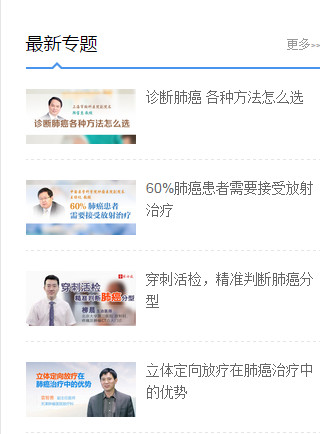 最新专题
更多>>
诊断肺癌各种方法怎么选
诊断肺癌 各种方法怎么选
60% 肺癌患者
需要接受放射治疗
60%肺癌患者需要接受放射
治疗
穿刺活检
精准判断肺癌分型
穿刺活检，精准判断肺癌分
型
立体定向放疗在
肺癌治疗中的优势
立体定向放疗在肺癌治疗中
的优势